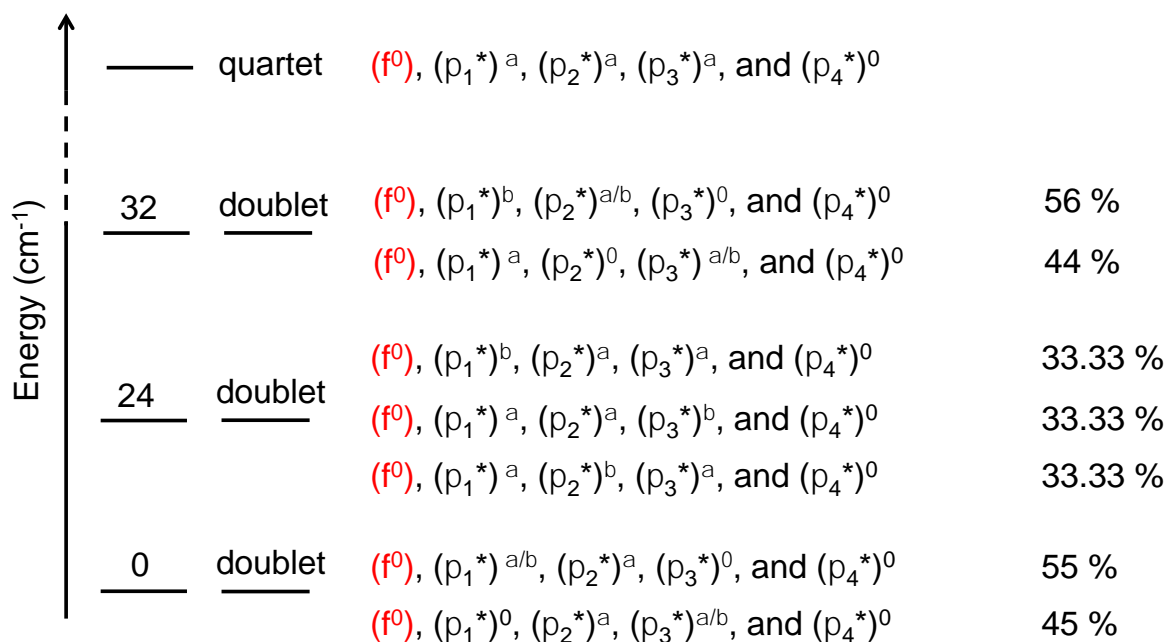 quartet (f⁰), (p₁*)ᵃ, (p₂*)ᵃ, (p₃*)ᵃ, and (p₄*)⁰
32 doublet (f⁰), (p₁*)ᵇ, (p₂*)ᵃ/ᵇ, (p₃*)⁰, and (p₄*)⁰ 56 %
(f⁰), (p₁*)ᵃ, (p₂*)⁰, (p₃*)ᵃ/ᵇ, and (p₄*)⁰ 44 %
Energy (cm⁻¹)
(f⁰), (p₁*)ᵇ, (p₂*)ᵃ, (p₃*)ᵃ, and (p₄*)⁰ 33.33 %
24 doublet (f⁰), (p₁*)ᵃ, (p₂*)ᵃ, (p₃*)ᵇ, and (p₄*)⁰ 33.33 %
(f⁰), (p₁*)ᵃ, (p₂*)ᵇ, (p₃*)ᵃ, and (p₄*)⁰ 33.33 %
0 doublet (f⁰), (p₁*)ᵃ/ᵇ, (p₂*)ᵃ, (p₃*)⁰, and (p₄*)⁰ 55 %
(f⁰), (p₁*)⁰, (p₂*)ᵃ, (p₃*)ᵃ/ᵇ, and (p₄*)⁰ 45 %